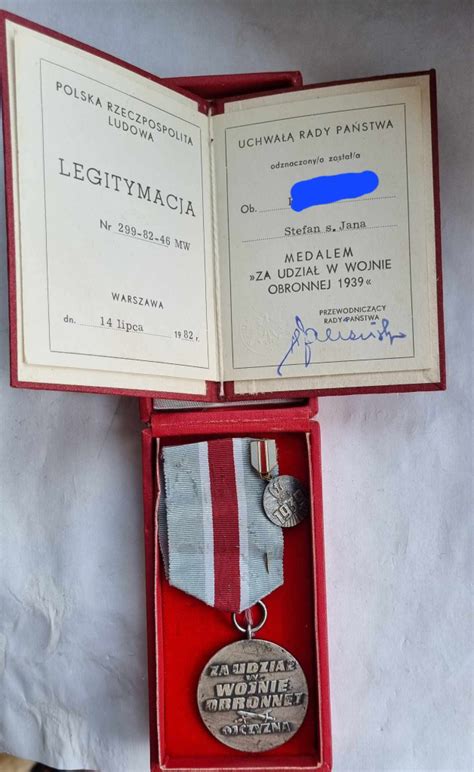 POLSKA RZECZPOSPOLITA
LUDOWA
LEGITYMACJA
Nr 299-82-46 MW
WARSZAWA
dn. 14 lipca 1982r.
UCHWAŁĄ RADY PAŃSTWA
odznaczony/a został/a
Ob.
Stefan s. Jana
MEDALEM
»ZA UDZIAŁ W WOJNIE
OBRONNEJ 1939«
PRZEWODNICZĄCY
RADY PAŃSTWA
ZA UDZIAŁ
W
WOJNIE
OBRONNEJ
OJCZYZNA